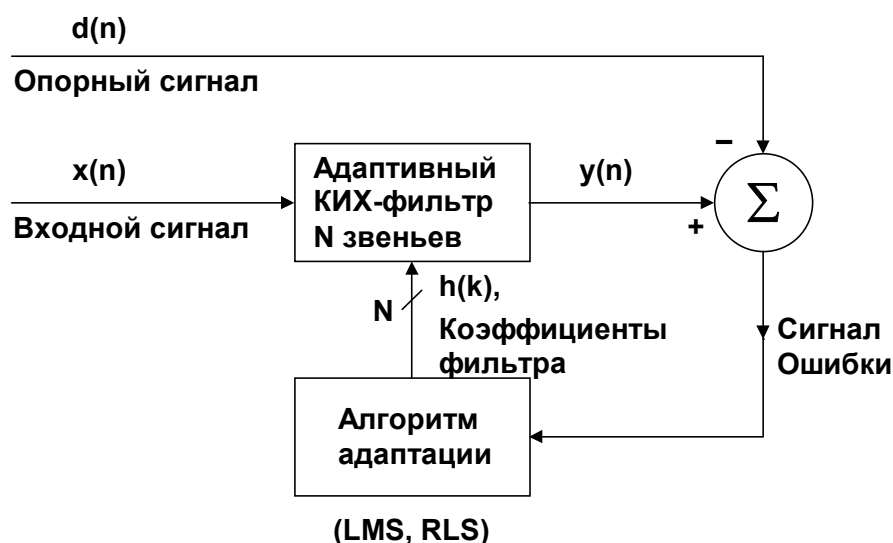 d(n)
Опорный сигнал
x(n)
Входной сигнал
Адаптивный
КИХ-фильтр
N звеньев
y(n)
−
+
Σ
N
h(k),
Коэффициенты
фильтра
Сигнал
Ошибки
Алгоритм
адаптации
(LMS, RLS)